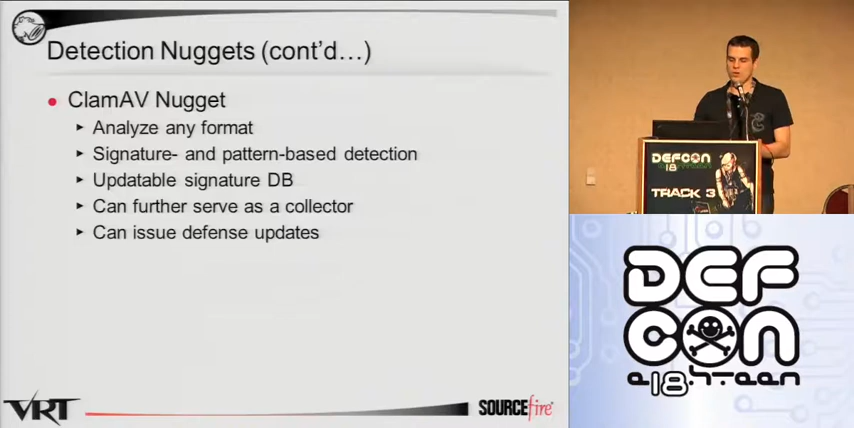 Detection Nuggets (cont'd…)
ClamAV Nugget
Analyze any format
Signature- and pattern-based detection
Updatable signature DB
Can further serve as a collector
Can issue defense updates
VRT
SOURCEfire
DEFCON
18
TRACK 3
DEF
CON
e.18.h-teen